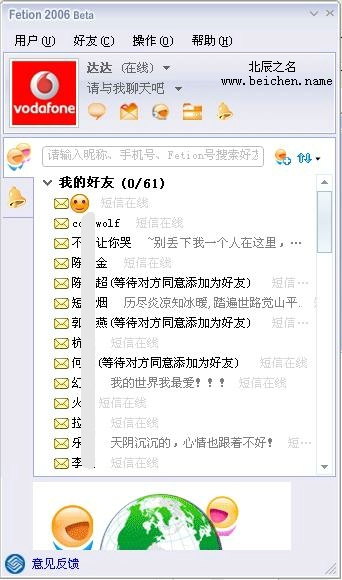 Fetion 2006 Beta
用户(U) 好友(C) 操作(O) 帮助(H)
vodafone
达达 (在线)
请与我聊天吧
北辰之名
www.beichen.name
请输入昵称、手机号、Fetion号搜索好友
我的好友 (0/61)
短信在线
co wolf 短信在线
不 让你哭 ~别丢下我一个人在这里,…
陈 金 短信在线
陈 超(等待对方同意添加为好友) 短信…
短 烟 历尽炎凉知冰暖,踏遍世路觉山平.
郭 燕(等待对方同意添加为好友) 短信…
杭 短信在线
何 (等待对方同意添加为好友) 短信…
幻 我的世界我最爱!!! 短信在线
火 短信在线
拉 短信在线
乐 天阴沉沉的,心情也跟着不好! 短…
李 短信在线
意见反馈